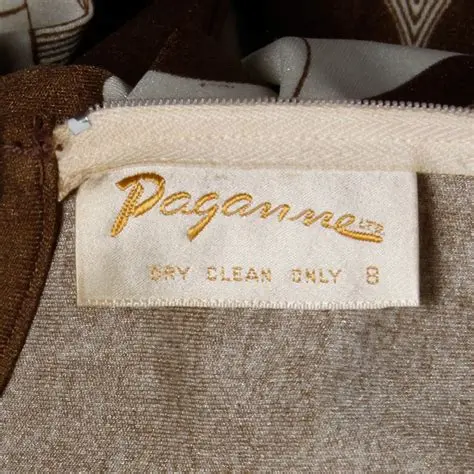 Paganne LTD.
DRY CLEAN ONLY 8